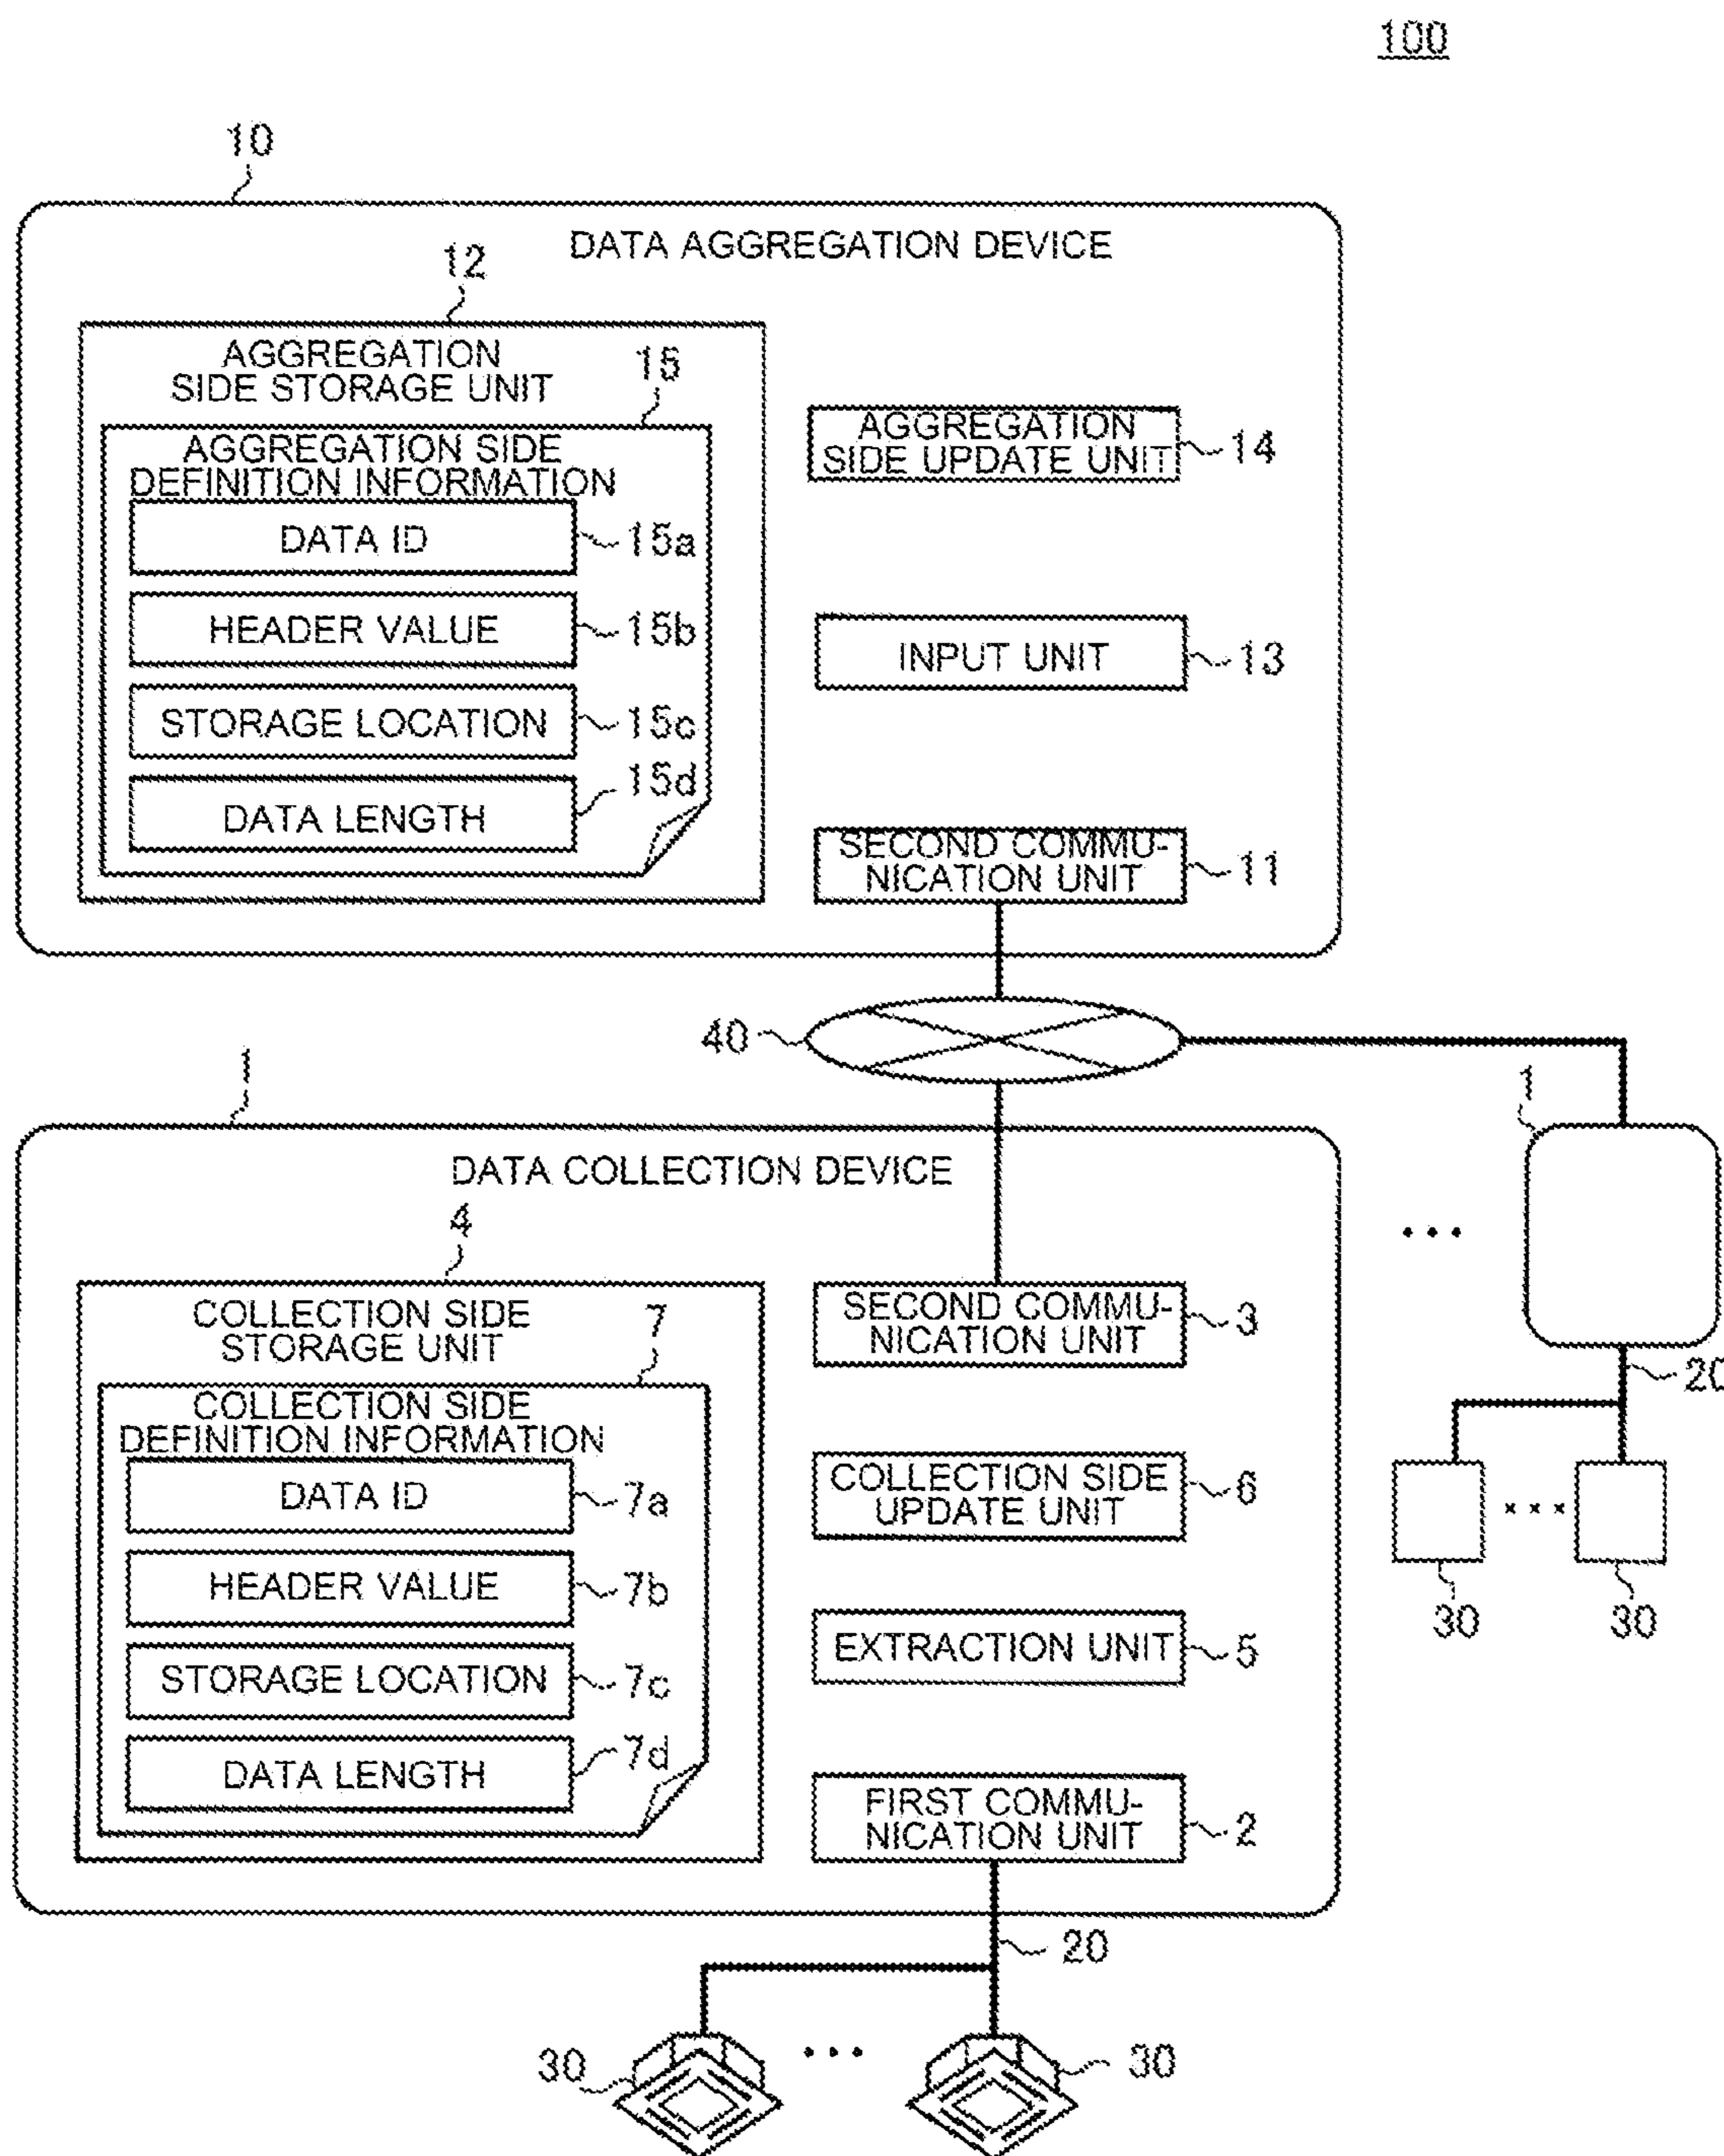 100
10
DATA AGGREGATION DEVICE
12
AGGREGATION
SIDE STORAGE UNIT
15
AGGREGATION SIDE
DEFINITION INFORMATION
DATA ID
15a
HEADER VALUE
15b
STORAGE LOCATION
15c
DATA LENGTH
15d
AGGREGATION
SIDE UPDATE UNIT
14
INPUT UNIT
13
SECOND COMMU-
NICATION UNIT
11
40
1
DATA COLLECTION DEVICE
4
COLLECTION SIDE
STORAGE UNIT
7
COLLECTION SIDE
DEFINITION INFORMATION
DATA ID
7a
HEADER VALUE
7b
STORAGE LOCATION
7c
DATA LENGTH
7d
SECOND COMMU-
NICATION UNIT
3
COLLECTION SIDE
UPDATE UNIT
6
EXTRACTION UNIT
5
FIRST COMMU-
NICATION UNIT
2
20
30
30
1
20
30
30